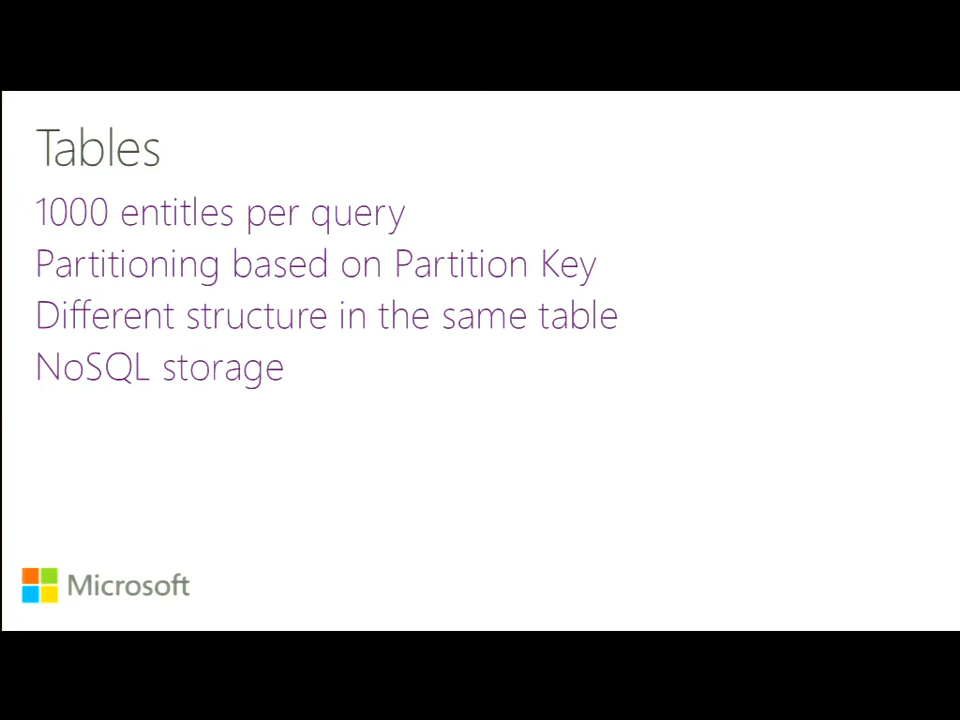 Tables
1000 entitles per query
Partitioning based on Partition Key
Different structure in the same table
NoSQL storage
Microsoft